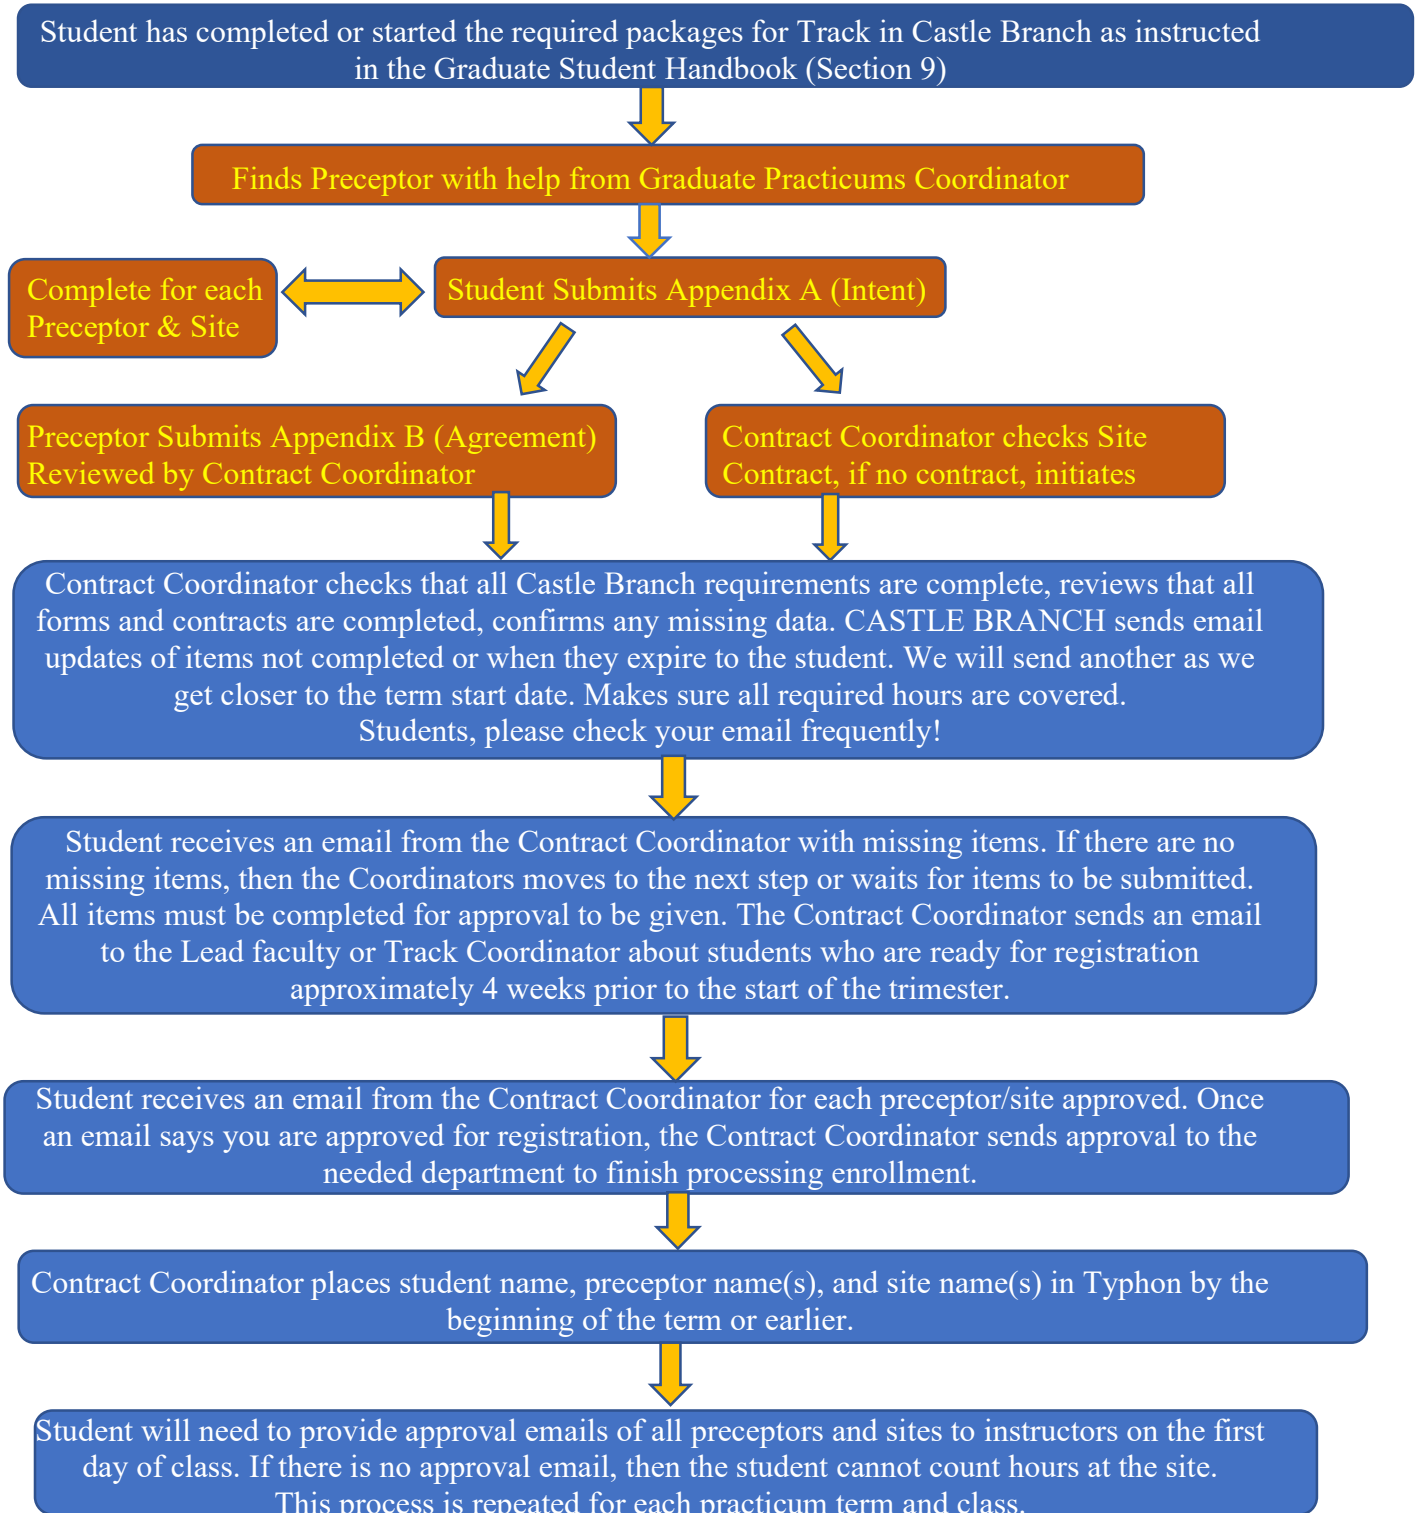 Student has completed or started the required packages for Track in Castle Branch as instructed
in the Graduate Student Handbook (Section 9)
Finds Preceptor with help from Graduate Practicums Coordinator
Complete for each
Preceptor & Site
Student Submits Appendix A (Intent)
Preceptor Submits Appendix B (Agreement)
Reviewed by Contract Coordinator
Contract Coordinator checks Site
Contract, if no contract, initiates
Contract Coordinator checks that all Castle Branch requirements are complete, reviews that all
forms and contracts are completed, confirms any missing data. CASTLE BRANCH sends email
updates of items not completed or when they expire to the student. We will send another as we
get closer to the term start date. Makes sure all required hours are covered.
Students, please check your email frequently!
Student receives an email from the Contract Coordinator with missing items. If there are no
missing items, then the Coordinators moves to the next step or waits for items to be submitted.
All items must be completed for approval to be given. The Contract Coordinator sends an email
to the Lead faculty or Track Coordinator about students who are ready for registration
approximately 4 weeks prior to the start of the trimester.
Student receives an email from the Contract Coordinator for each preceptor/site approved. Once
an email says you are approved for registration, the Contract Coordinator sends approval to the
needed department to finish processing enrollment.
Contract Coordinator places student name, preceptor name(s), and site name(s) in Typhon by the
beginning of the term or earlier.
Student will need to provide approval emails of all preceptors and sites to instructors on the first
day of class. If there is no approval email, then the student cannot count hours at the site.
This process is repeated for each practicum term and class.